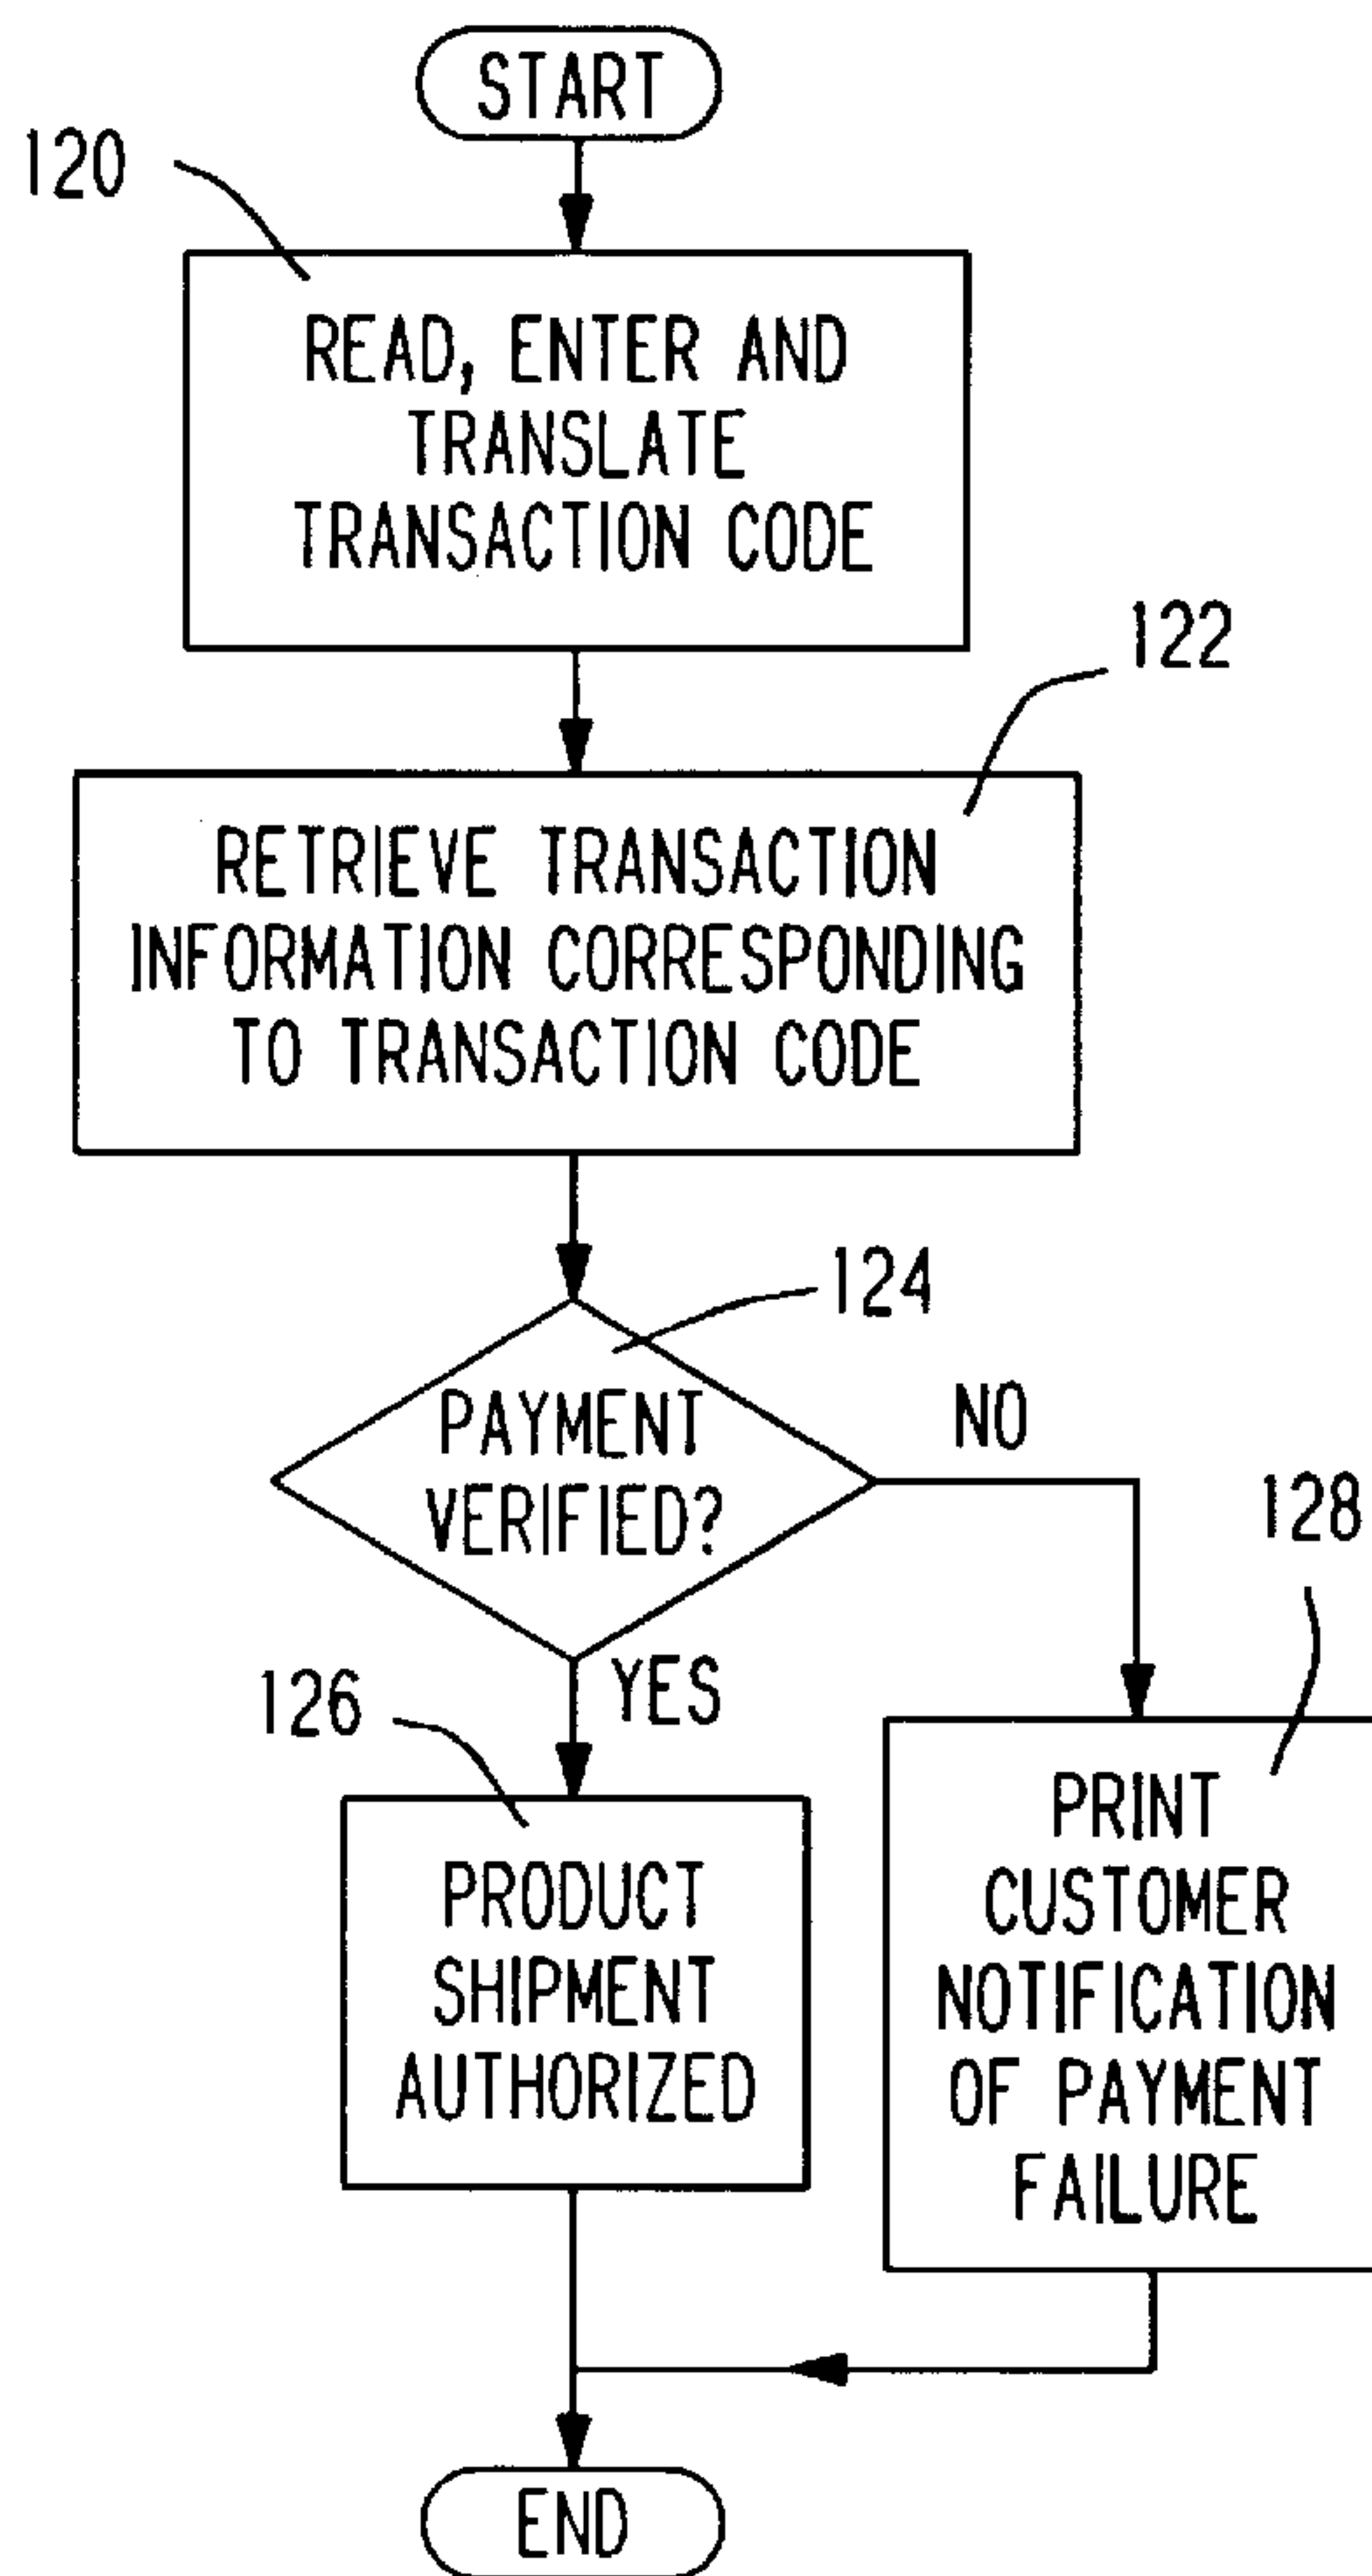 START
120
READ, ENTER AND
TRANSLATE
TRANSACTION CODE
122
RETRIEVE TRANSACTION
INFORMATION CORRESPONDING
TO TRANSACTION CODE
124
PAYMENT
VERIFIED?
NO
128
YES
126
PRODUCT
SHIPMENT
AUTHORIZED
PRINT
CUSTOMER
NOTIFICATION
OF PAYMENT
FAILURE
END